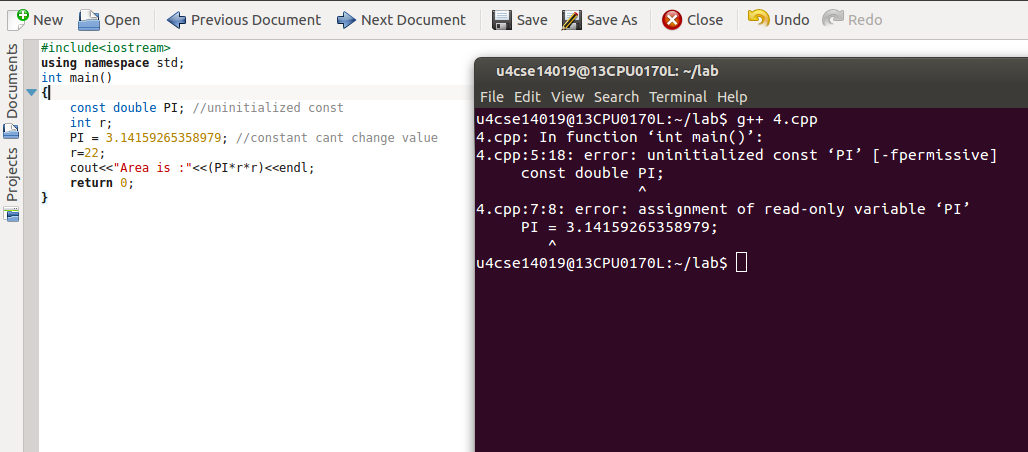 New Open Previous Document Next Document Save Save As Close Undo Redo
Documents
Projects
#include<iostream>
using namespace std;
int main()
{
const double PI; //uninitialized const
int r;
PI = 3.14159265358979; //constant cant change value
r=22;
cout<<"Area is :"<<(PI*r*r)<<endl;
return 0;
}
u4cse14019@13CPU0170L: ~/lab
File Edit View Search Terminal Help
u4cse14019@13CPU0170L:~/lab$ g++ 4.cpp
4.cpp: In function ‘int main()’:
4.cpp:5:18: error: uninitialized const ‘PI’ [-fpermissive]
const double PI;
^
4.cpp:7:8: error: assignment of read-only variable ‘PI’
PI = 3.14159265358979;
^
u4cse14019@13CPU0170L:~/lab$